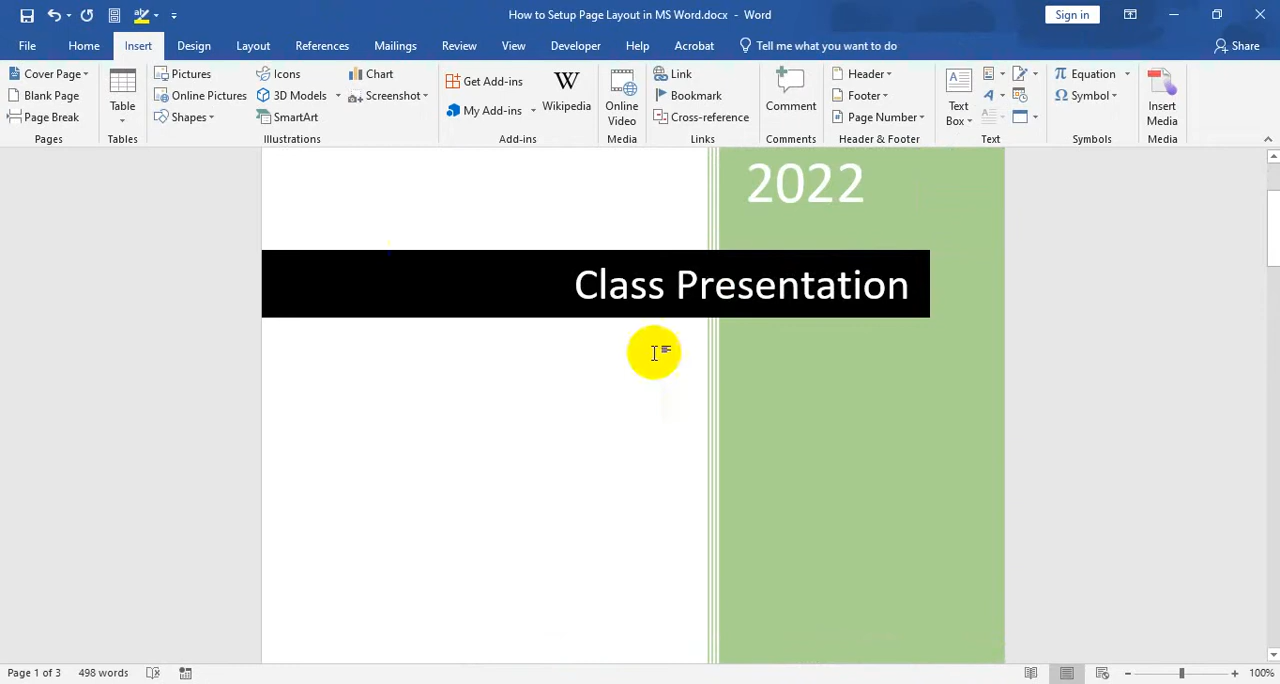 How to Setup Page Layout in MS Word.docx - Word
Sign in
File Home Insert Design Layout References Mailings Review View Developer Help Acrobat Tell me what you want to do Share
Cover Page
Blank Page
Page Break
Pages
Table
Tables
Pictures
Online Pictures
Shapes
Icons
3D Models
SmartArt
Chart
Screenshot
Illustrations
Get Add-ins
My Add-ins
W
Wikipedia
Add-ins
Online
Video
Media
Link
Bookmark
Cross-reference
Links
Comment
Comments
Header
Footer
Page Number
Header & Footer
Text
Box
Text
Equation
Symbol
Symbols
Insert
Media
Media
2022
Class Presentation
Page 1 of 3 498 words
100%